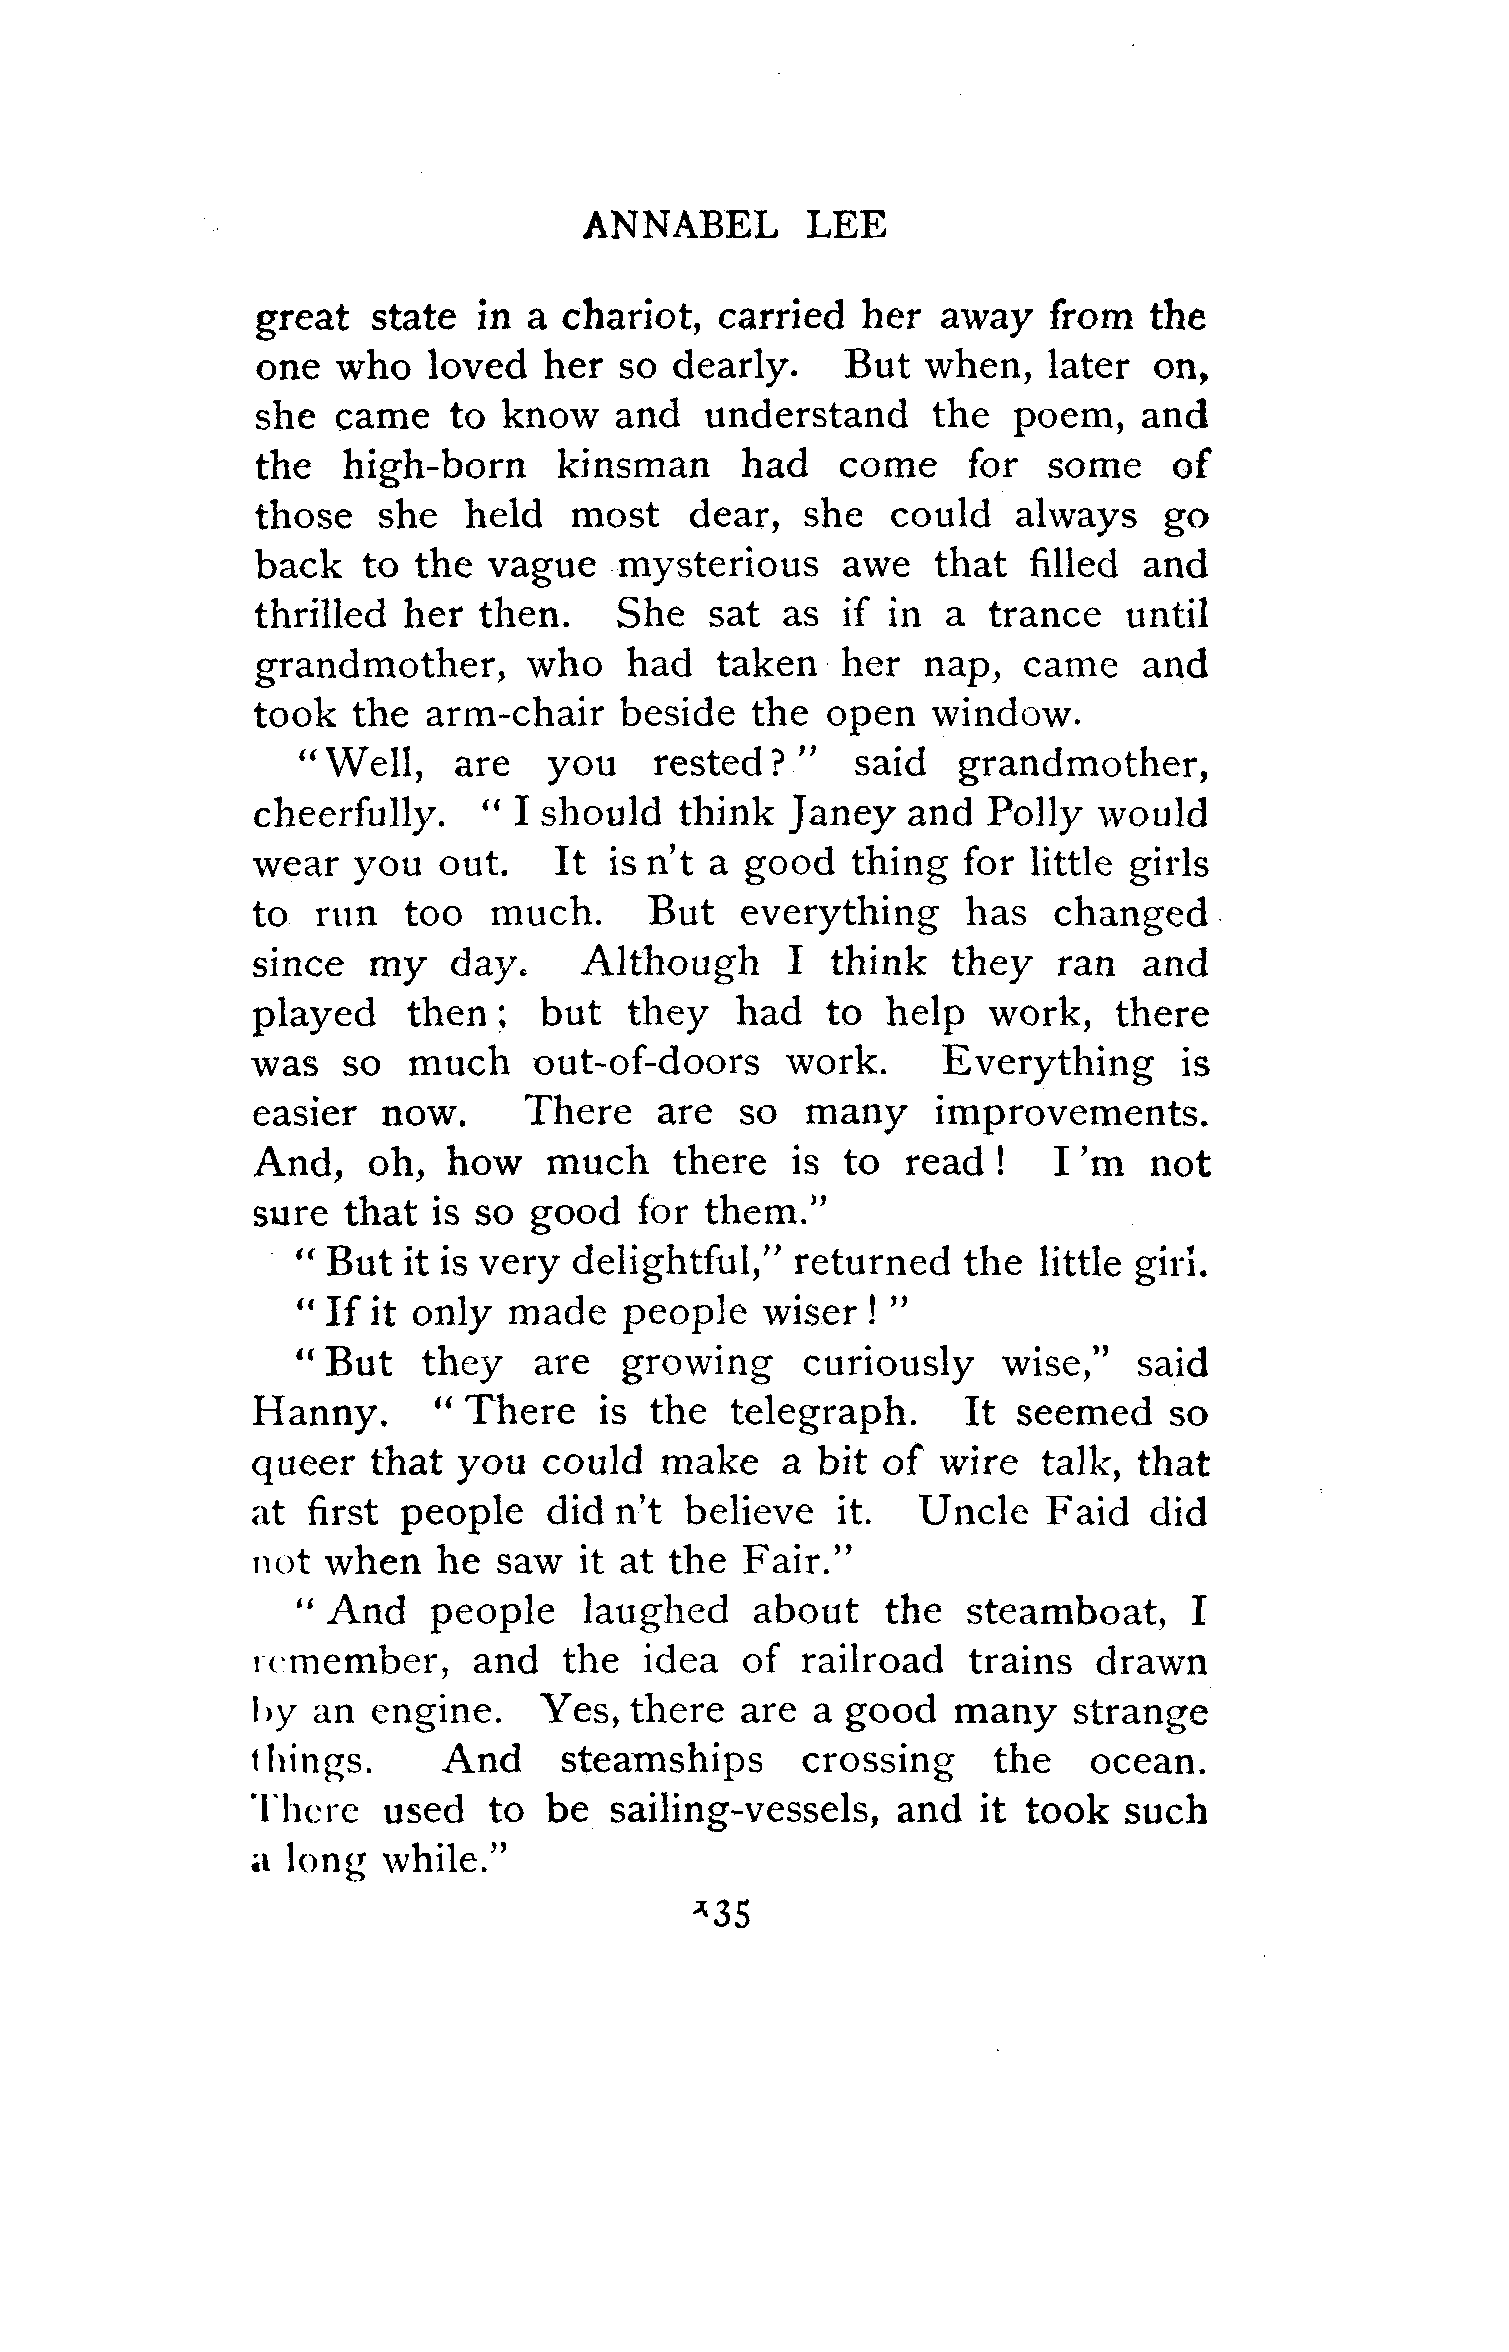 ANNABEL LEE
great state in a chariot, carried her away from the
one who loved her so dearly. But when, later on,
she came to know and understand the poem, and
the high-born kinsman had come for some of
those she held most dear, she could always go
back to the vague mysterious awe that filled and
thrilled her then. She sat as if in a trance until
grandmother, who had taken her nap, came and
took the arm-chair beside the open window.
"Well, are you rested?" said grandmother,
cheerfully. "I should think Janey and Polly would
wear you out. It is n't a good thing for little girls
to run too much. But everything has changed
since my day. Although I think they ran and
played then; but they had to help work, there
was so much out-of-doors work. Everything is
easier now. There are so many improvements.
And, oh, how much there is to read! I 'm not
sure that is so good for them."
"But it is very delightful," returned the little girl.
"If it only made people wiser!"
"But they are growing curiously wise," said
Hanny. "There is the telegraph. It seemed so
queer that you could make a bit of wire talk, that
at first people did n't believe it. Uncle Faid did
not when he saw it at the Fair."
"And people laughed about the steamboat, I
remember, and the idea of railroad trains drawn
by an engine. Yes, there are a good many strange
things. And steamships crossing the ocean.
There used to be sailing-vessels, and it took such
a long while."
135